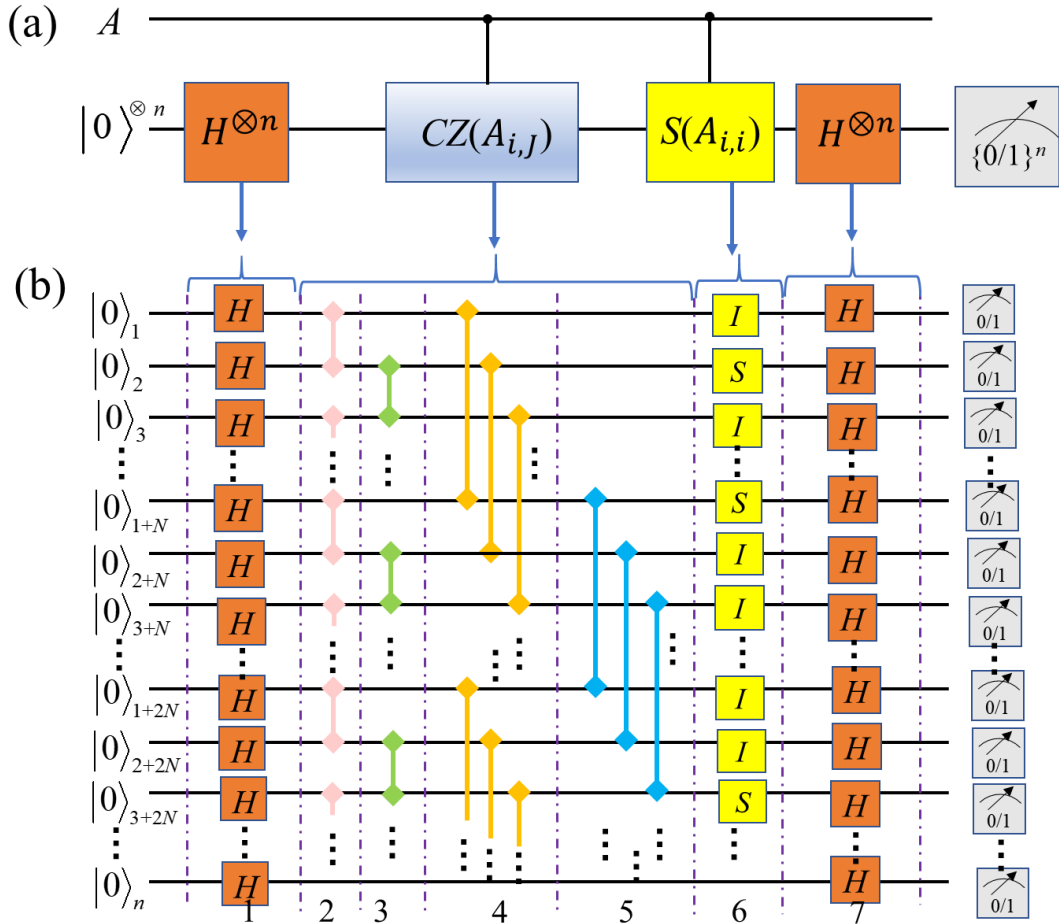 (a) A
|0⟩^⊗ n H^⊗n CZ(A_i,J) S(A_i,i) H^⊗n {0/1}^n
(b)
|0⟩_1 H I H 0/1
|0⟩_2 H S H 0/1
|0⟩_3 H I H 0/1
|0⟩_1+N H S H 0/1
|0⟩_2+N H I H 0/1
|0⟩_3+N H I H 0/1
|0⟩_1+2N H I H 0/1
|0⟩_2+2N H I H 0/1
|0⟩_3+2N H S H 0/1
|0⟩_n H H 0/1
1 2 3 4 5 6 7